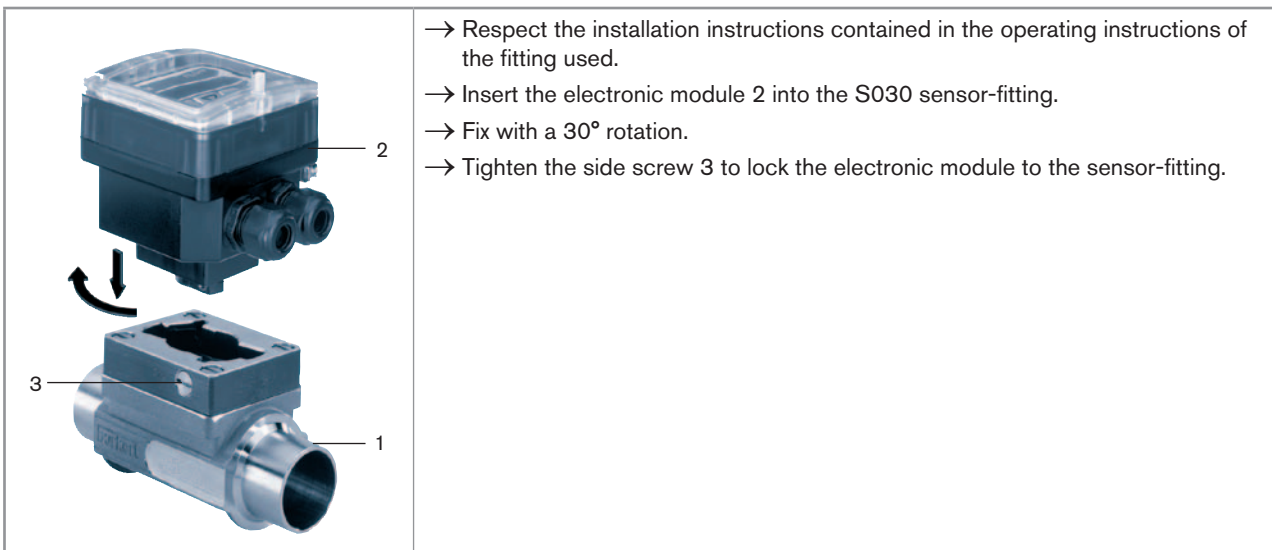 → Respect the installation instructions contained in the operating instructions of
the fitting used.
→ Insert the electronic module 2 into the S030 sensor-fitting.
→ Fix with a 30° rotation.
→ Tighten the side screw 3 to lock the electronic module to the sensor-fitting.
2
3
bürkert
1